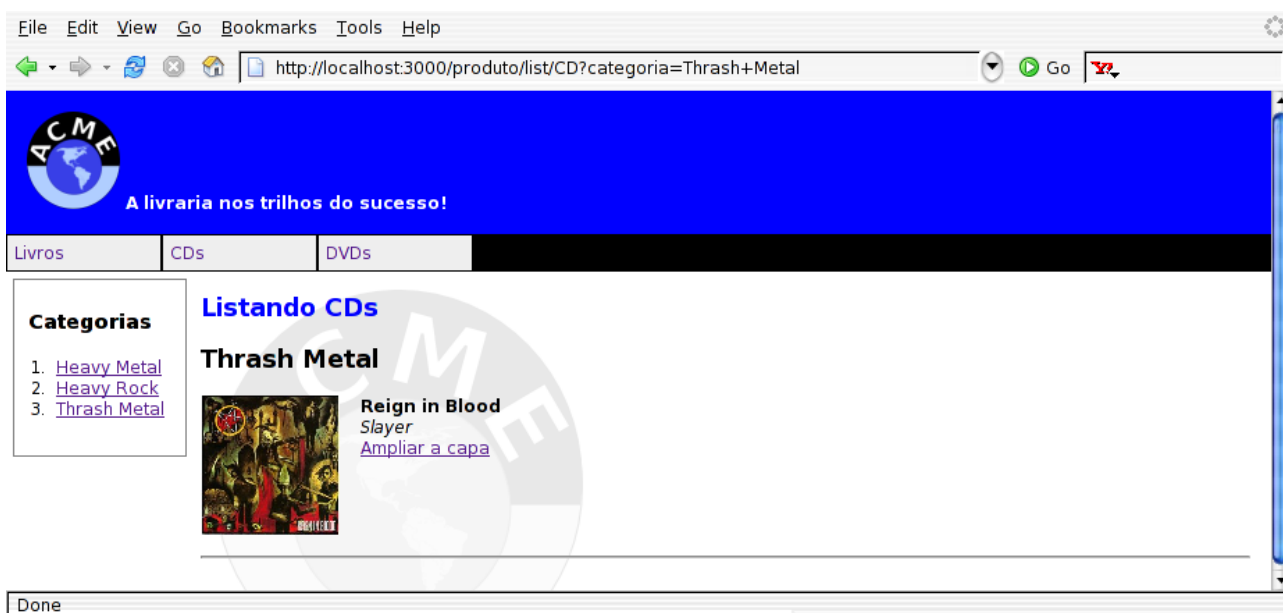 File Edit View Go Bookmarks Tools Help
http://localhost:3000/produto/list/CD?categoria=Thrash+Metal Go Y!
ACME
A livraria nos trilhos do sucesso!
Livros CDs DVDs
Categorias
1. Heavy Metal
2. Heavy Rock
3. Thrash Metal
Listando CDs
Thrash Metal
Reign in Blood
Slayer
Ampliar a capa
ACME
Done